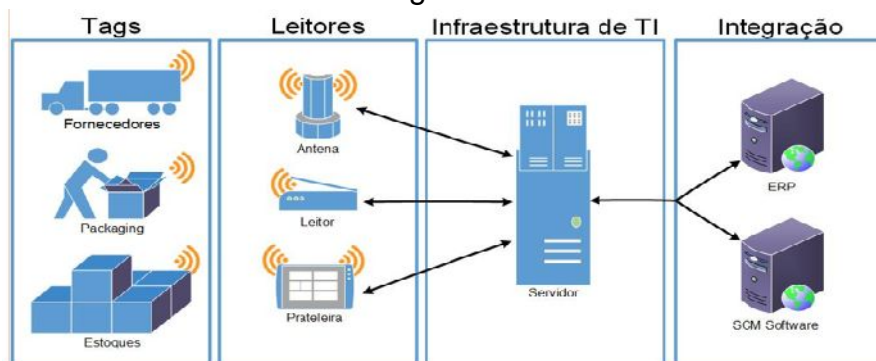 Tags
Leitores
Infraestrutura de TI
Integração
Fornecedores
Packaging
Estoques
Antena
Leitor
Prateleira
Servidor
ERP
SCM Software